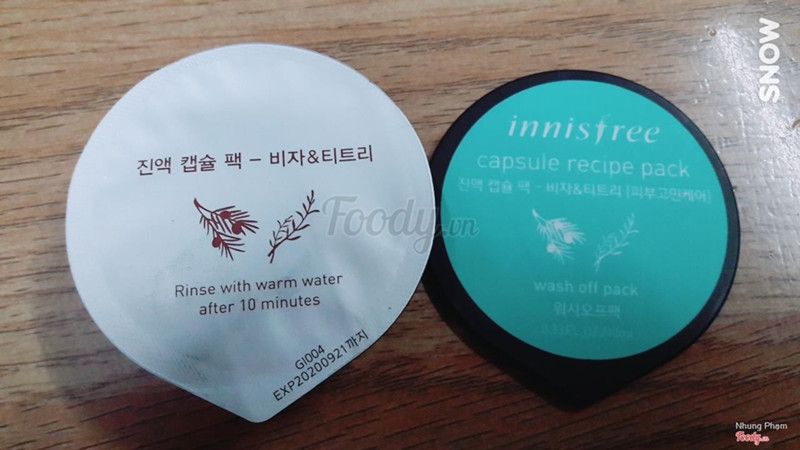 진액 캡슐 팩 - 비자&티트리
Rinse with warm water
after 10 minutes
GI004
EXP20200921까지
innisfree
capsule recipe pack
진액 캡슐 팩 - 비자&티트리 [피부고민케어]
wash off pack
워시오프팩
Foody.vn
SNOW
Nhung Phạm
Foody.vn